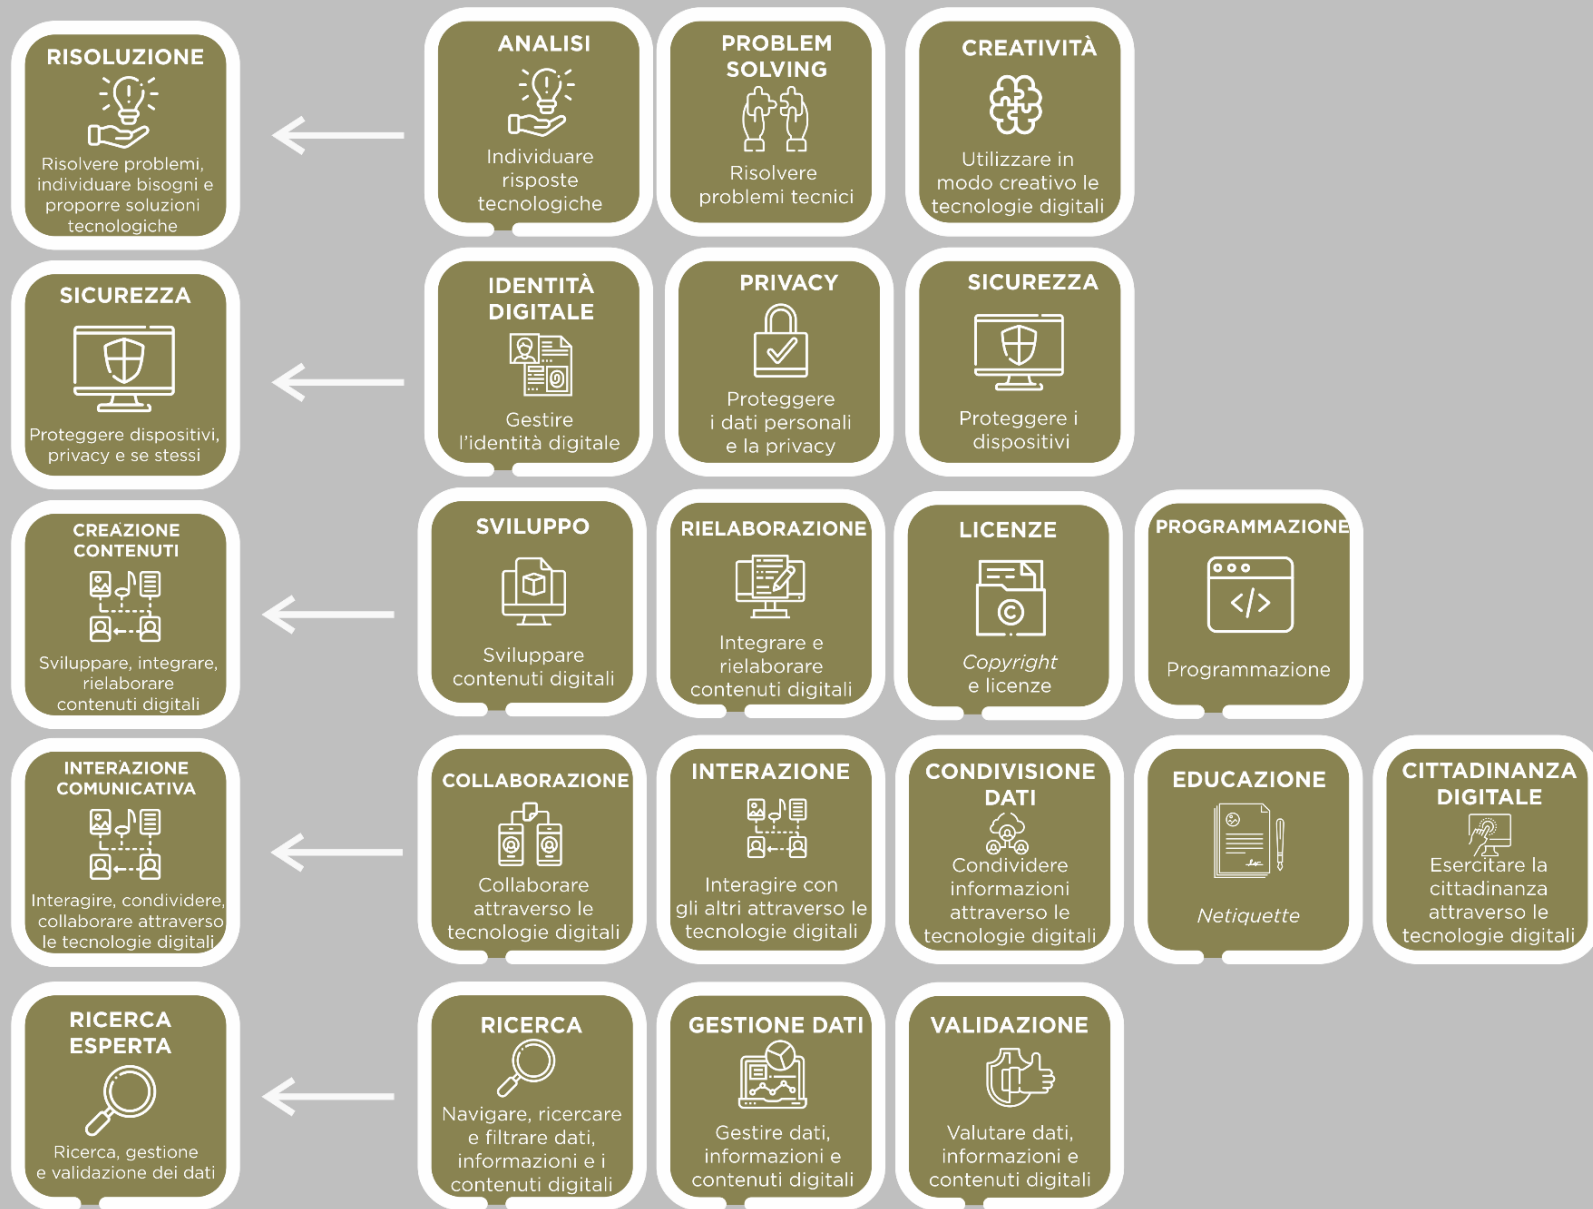 RISOLUZIONE
Risolvere problemi,
individuare bisogni e
proporre soluzioni
tecnologiche
ANALISI
Individuare
risposte
tecnologiche
PROBLEM
SOLVING
Risolvere
problemi tecnici
CREATIVITÀ
Utilizzare in
modo creativo le
tecnologie digitali
SICUREZZA
Proteggere dispositivi,
privacy e se stessi
IDENTITÀ
DIGITALE
Gestire
l'identità digitale
PRIVACY
Proteggere
i dati personali
e la privacy
SICUREZZA
Proteggere i
dispositivi
CREAZIONE
CONTENUTI
Sviluppare, integrare,
rielaborare
contenuti digitali
SVILUPPO
Sviluppare
contenuti digitali
RIELABORAZIONE
Integrare e
rielaborare
contenuti digitali
LICENZE
©
Copyright
e licenze
PROGRAMMAZIONE
</>
Programmazione
INTERAZIONE
COMUNICATIVA
Interagire, condividere,
collaborare attraverso
le tecnologie digitali
COLLABORAZIONE
Collaborare
attraverso le
tecnologie digitali
INTERAZIONE
Interagire con
gli altri attraverso le
tecnologie digitali
CONDIVISIONE
DATI
Condividere
informazioni
attraverso le
tecnologie digitali
EDUCAZIONE
Netiquette
CITTADINANZA
DIGITALE
Esercitare la
cittadinanza
attraverso le
tecnologie digitali
RICERCA
ESPERTA
Ricerca, gestione
e validazione dei dati
RICERCA
Navigare, ricercare
e filtrare dati,
informazioni e i
contenuti digitali
GESTIONE DATI
Gestire dati,
informazioni e
contenuti digitali
VALIDAZIONE
Valutare dati,
informazioni e
contenuti digitali